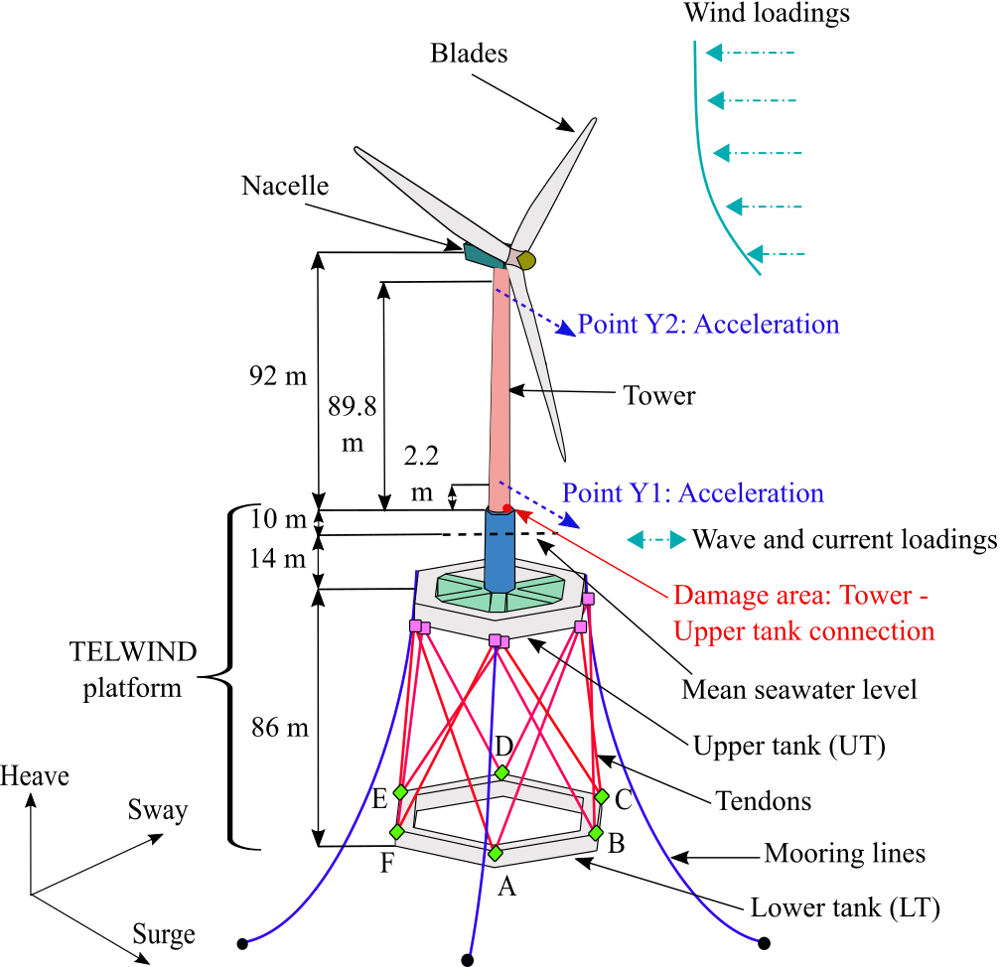 Wind loadings
Blades
Nacelle
Point Y2: Acceleration
92 m
Tower
89.8
m
2.2
m
Point Y1: Acceleration
10 m
Wave and current loadings
14 m
Damage area: Tower -
Upper tank connection
TELWIND
platform
Mean seawater level
86 m
Upper tank (UT)
D
Heave
E
C
Tendons
Sway
B
Mooring lines
F
A
Lower tank (LT)
Surge